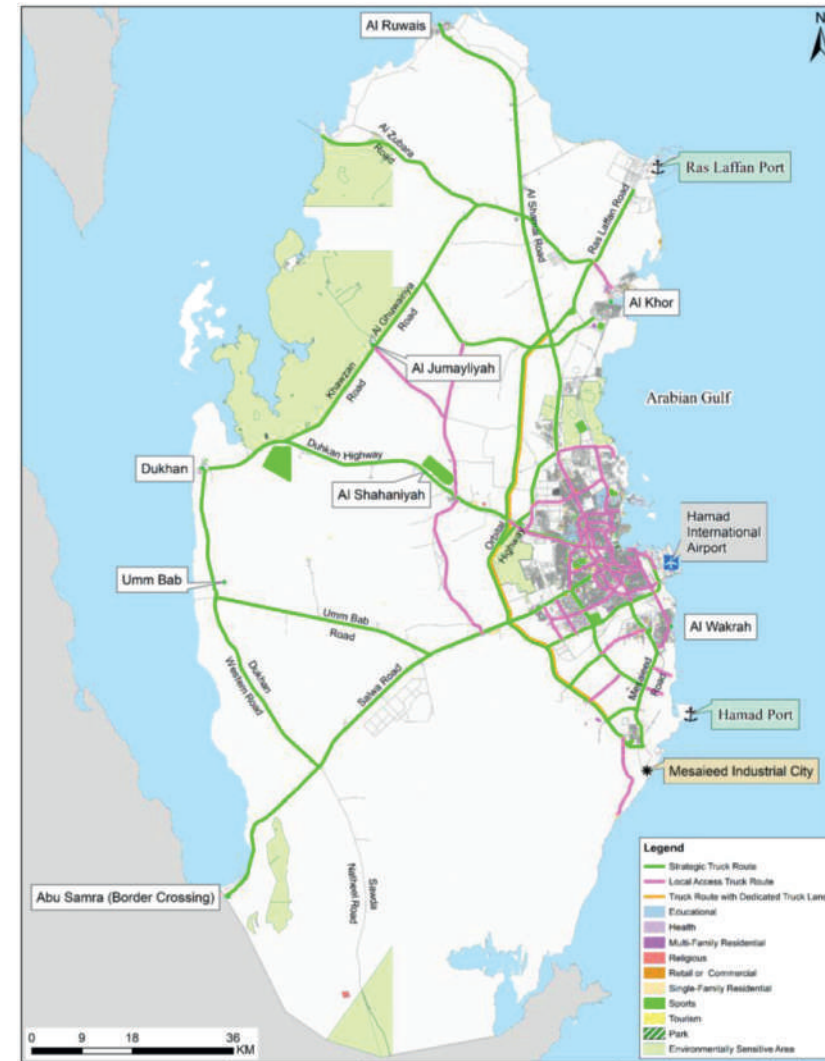 N
Al Ruwais
Al Zubara
Road
Ras Laffan Port
Al Shamal Road
Ras Laffan Road
Al Khor
Al Ghuwairiya
Road
Al Jumayliyah
Khawzan
Road
Arabian Gulf
Duhkan Highway
Dukhan
Al Shahaniyah
Orbital
Highway
Hamad
International
Airport
Umm Bab
Umm Bab
Road
Al Wakrah
Salwa Road
Dukhan
Western Road
Mesaieed
Road
Hamad Port
Mesaieed Industrial City
Abu Samra (Border Crossing)
Sawda
Natheel Road
Legend
Strategic Truck Route
Local Access Truck Route
Truck Route with Dedicated Truck Lane
Educational
Health
Multi-Family Residential
Religious
Retail or Commercial
Single-Family Residential
Sports
Tourism
Park
Environmentally Sensitive Area
0 9 18 36
KM